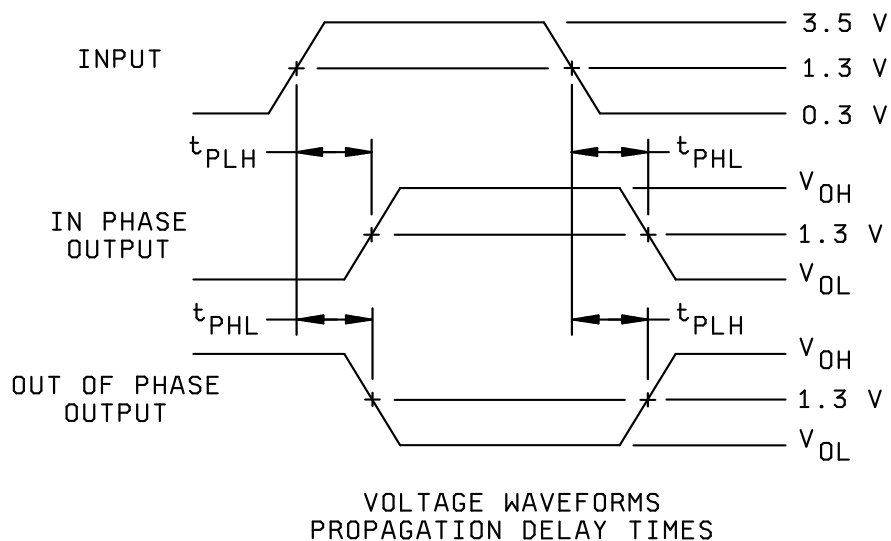 3.5 V
INPUT
1.3 V
0.3 V
tPLH
tPHL
VOH
IN PHASE
OUTPUT
1.3 V
VOL
tPHL
tPLH
VOH
OUT OF PHASE
OUTPUT
1.3 V
VOL
VOLTAGE WAVEFORMS
PROPAGATION DELAY TIMES